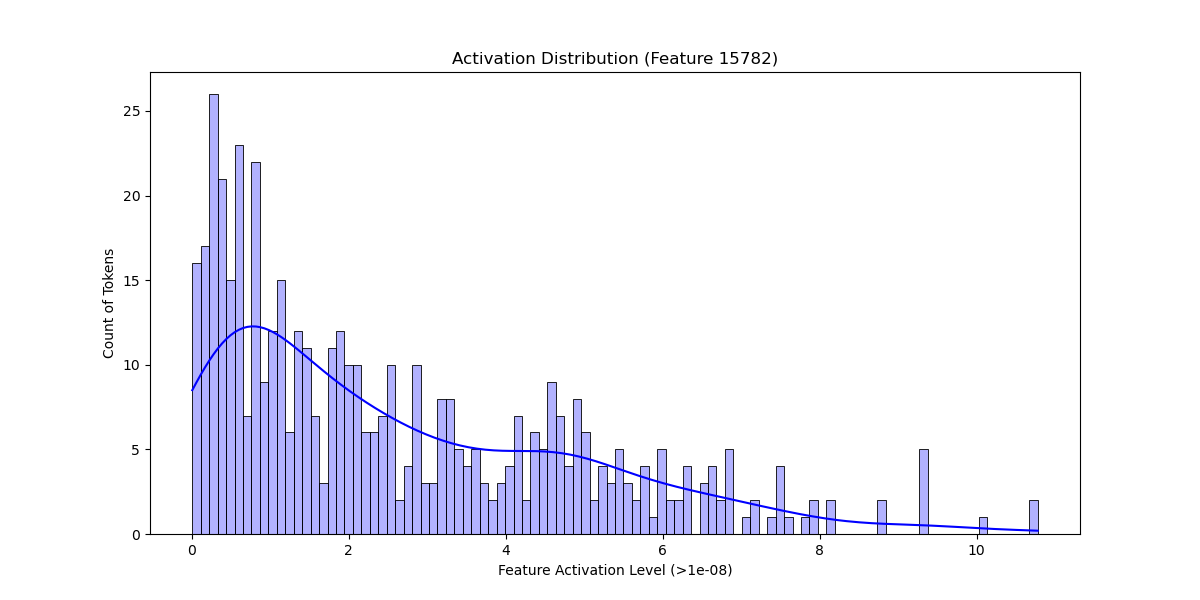 Activation Distribution (Feature 15782)
25
20
15
10
5
0
Count of Tokens
0 2 4 6 8 10
Feature Activation Level (>1e-08)